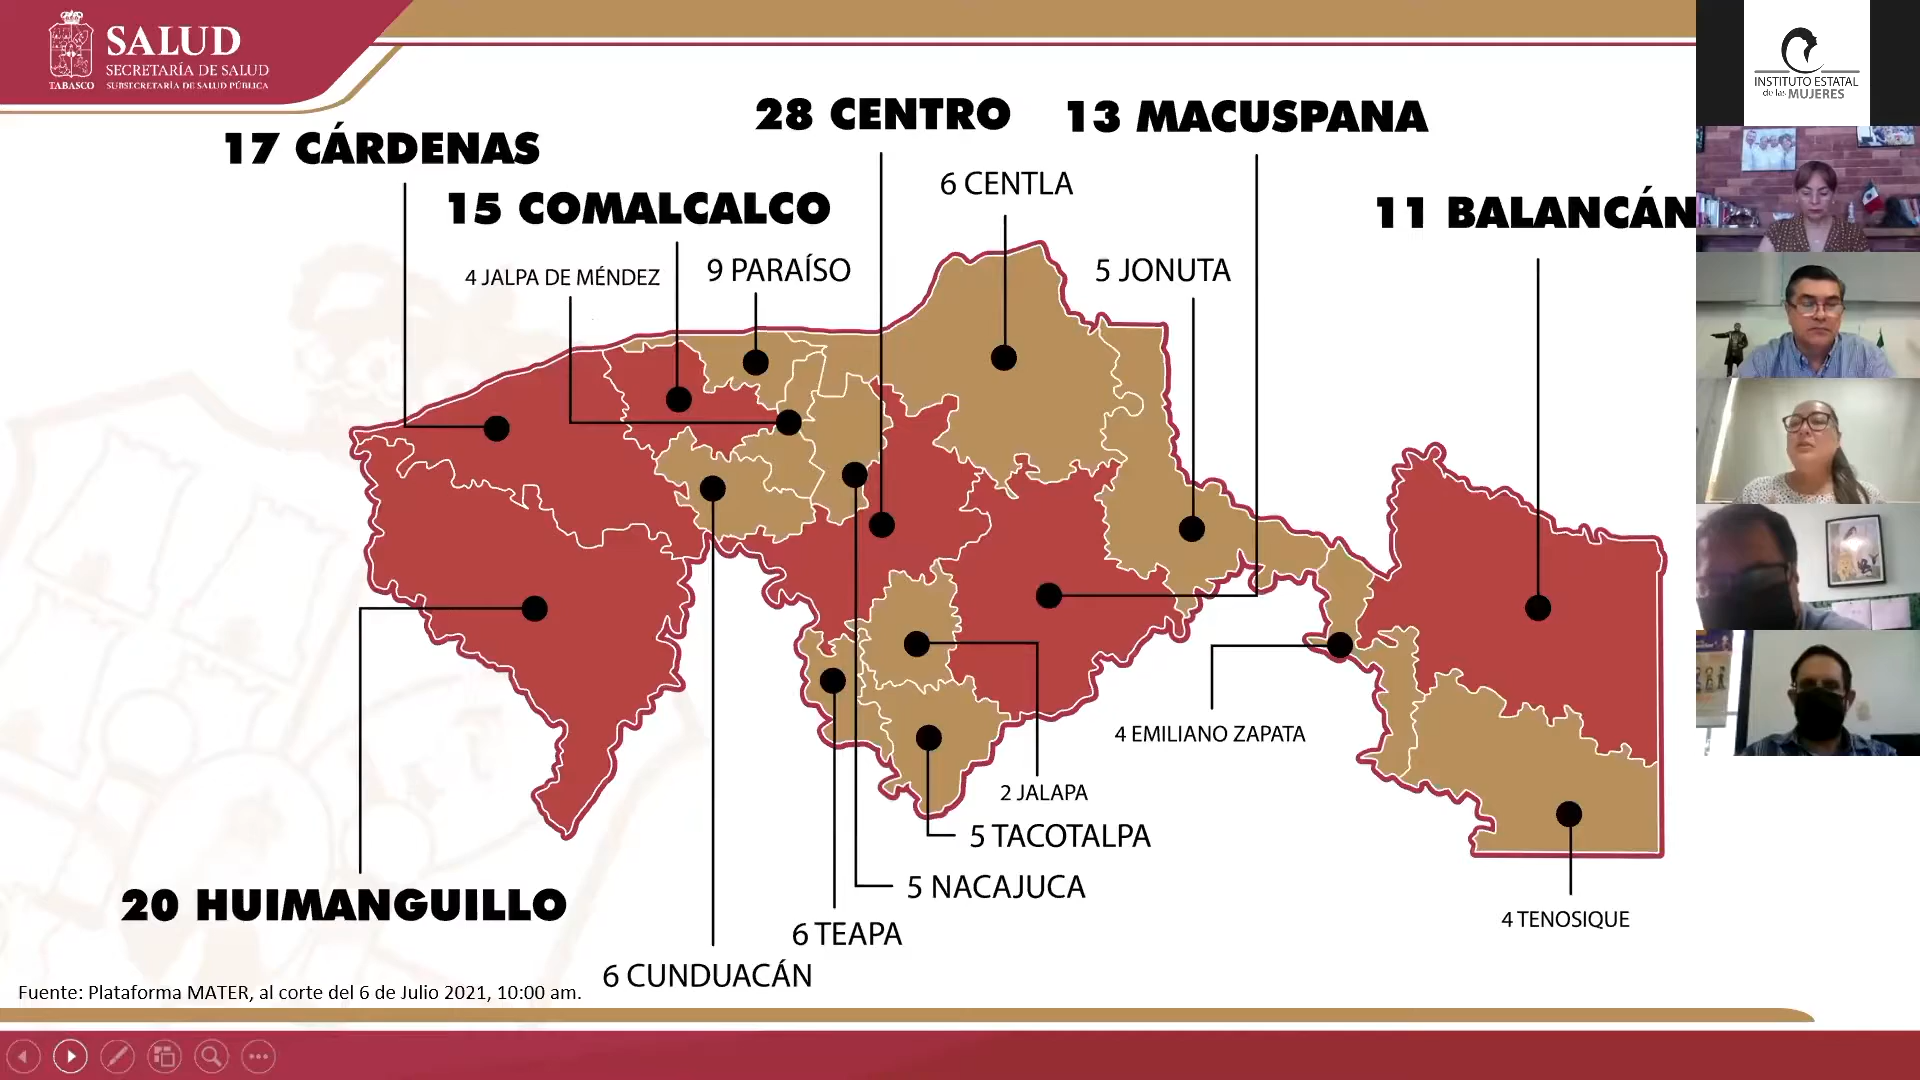 SALUD
SECRETARÍA DE SALUD
SUBSECRETARÍA DE SALUD PÚBLICA
TABASCO
INSTITUTO ESTATAL
de las MUJERES
28 CENTRO
13 MACUSPANA
17 CÁRDENAS
6 CENTLA
15 COMALCALCO
11 BALANCÁN
4 JALPA DE MÉNDEZ
9 PARAÍSO
5 JONUTA
4 EMILIANO ZAPATA
2 JALAPA
5 TACOTALPA
5 NACAJUCA
20 HUIMANGUILLO
4 TENOSIQUE
6 TEAPA
6 CUNDUACÁN
Fuente: Plataforma MATER, al corte del 6 de Julio 2021, 10:00 am.